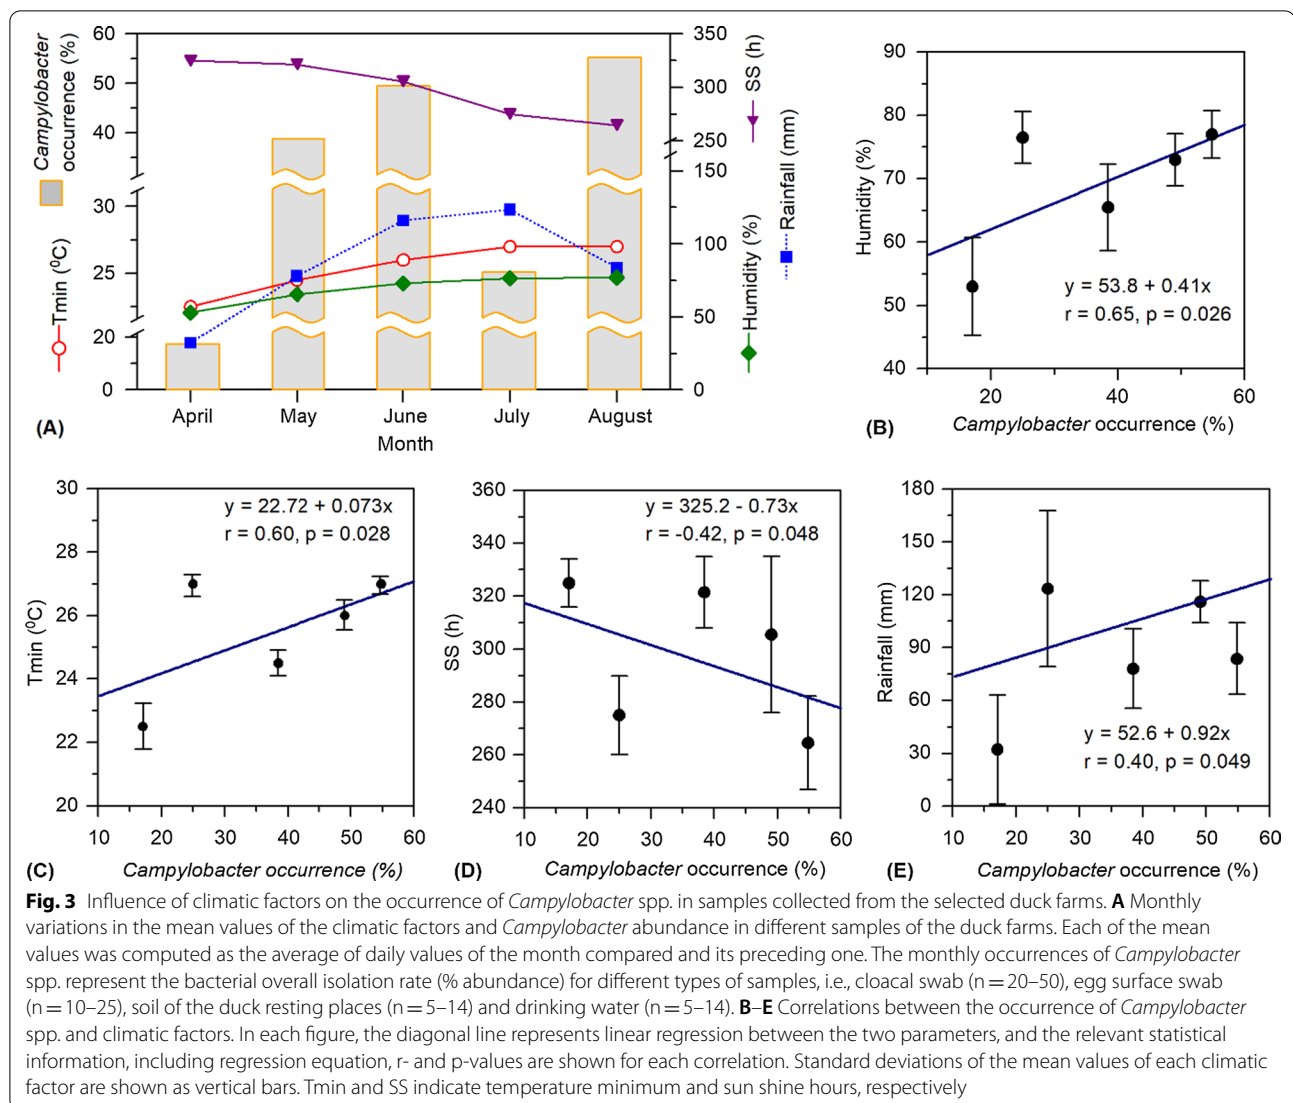 60
50
40
30
25
20
0
Campylobacter
occurrence (%)
Tmin (⁰C)
350
300
250
150
100
50
0
SS (h)
Rainfall (mm)
Humidity (%)
April May June July August
Month
(A)
90
80
70
60
50
40
Humidity (%)
y = 53.8 + 0.41x
r = 0.65, p = 0.026
20 40 60
Campylobacter occurrence (%)
(B)
30
28
26
24
22
20
Tmin (⁰C)
y = 22.72 + 0.073x
r = 0.60, p = 0.028
10 20 30 40 50 60
Campylobacter occurrence (%)
(C)
360
340
320
300
280
260
240
SS (h)
y = 325.2 - 0.73x
r = -0.42, p = 0.048
10 20 30 40 50 60
Campylobacter occurrence (%)
(D)
180
150
120
90
60
30
0
Rainfall (mm)
y = 52.6 + 0.92x
r = 0.40, p = 0.049
10 20 30 40 50 60
Campylobacter occurrence (%)
(E)
Fig. 3 Influence of climatic factors on the occurrence of Campylobacter spp. in samples collected from the selected duck farms. A Monthly
variations in the mean values of the climatic factors and Campylobacter abundance in different samples of the duck farms. Each of the mean
values was computed as the average of daily values of the month compared and its preceding one. The monthly occurrences of Campylobacter
spp. represent the bacterial overall isolation rate (% abundance) for different types of samples, i.e., cloacal swab (n = 20–50), egg surface swab
(n = 10–25), soil of the duck resting places (n = 5–14) and drinking water (n = 5–14). B–E Correlations between the occurrence of Campylobacter
spp. and climatic factors. In each figure, the diagonal line represents linear regression between the two parameters, and the relevant statistical
information, including regression equation, r- and p-values are shown for each correlation. Standard deviations of the mean values of each climatic
factor are shown as vertical bars. Tmin and SS indicate temperature minimum and sun shine hours, respectively